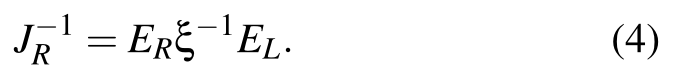 J_R^{-1} = E_R ξ^{-1} E_L. (4)